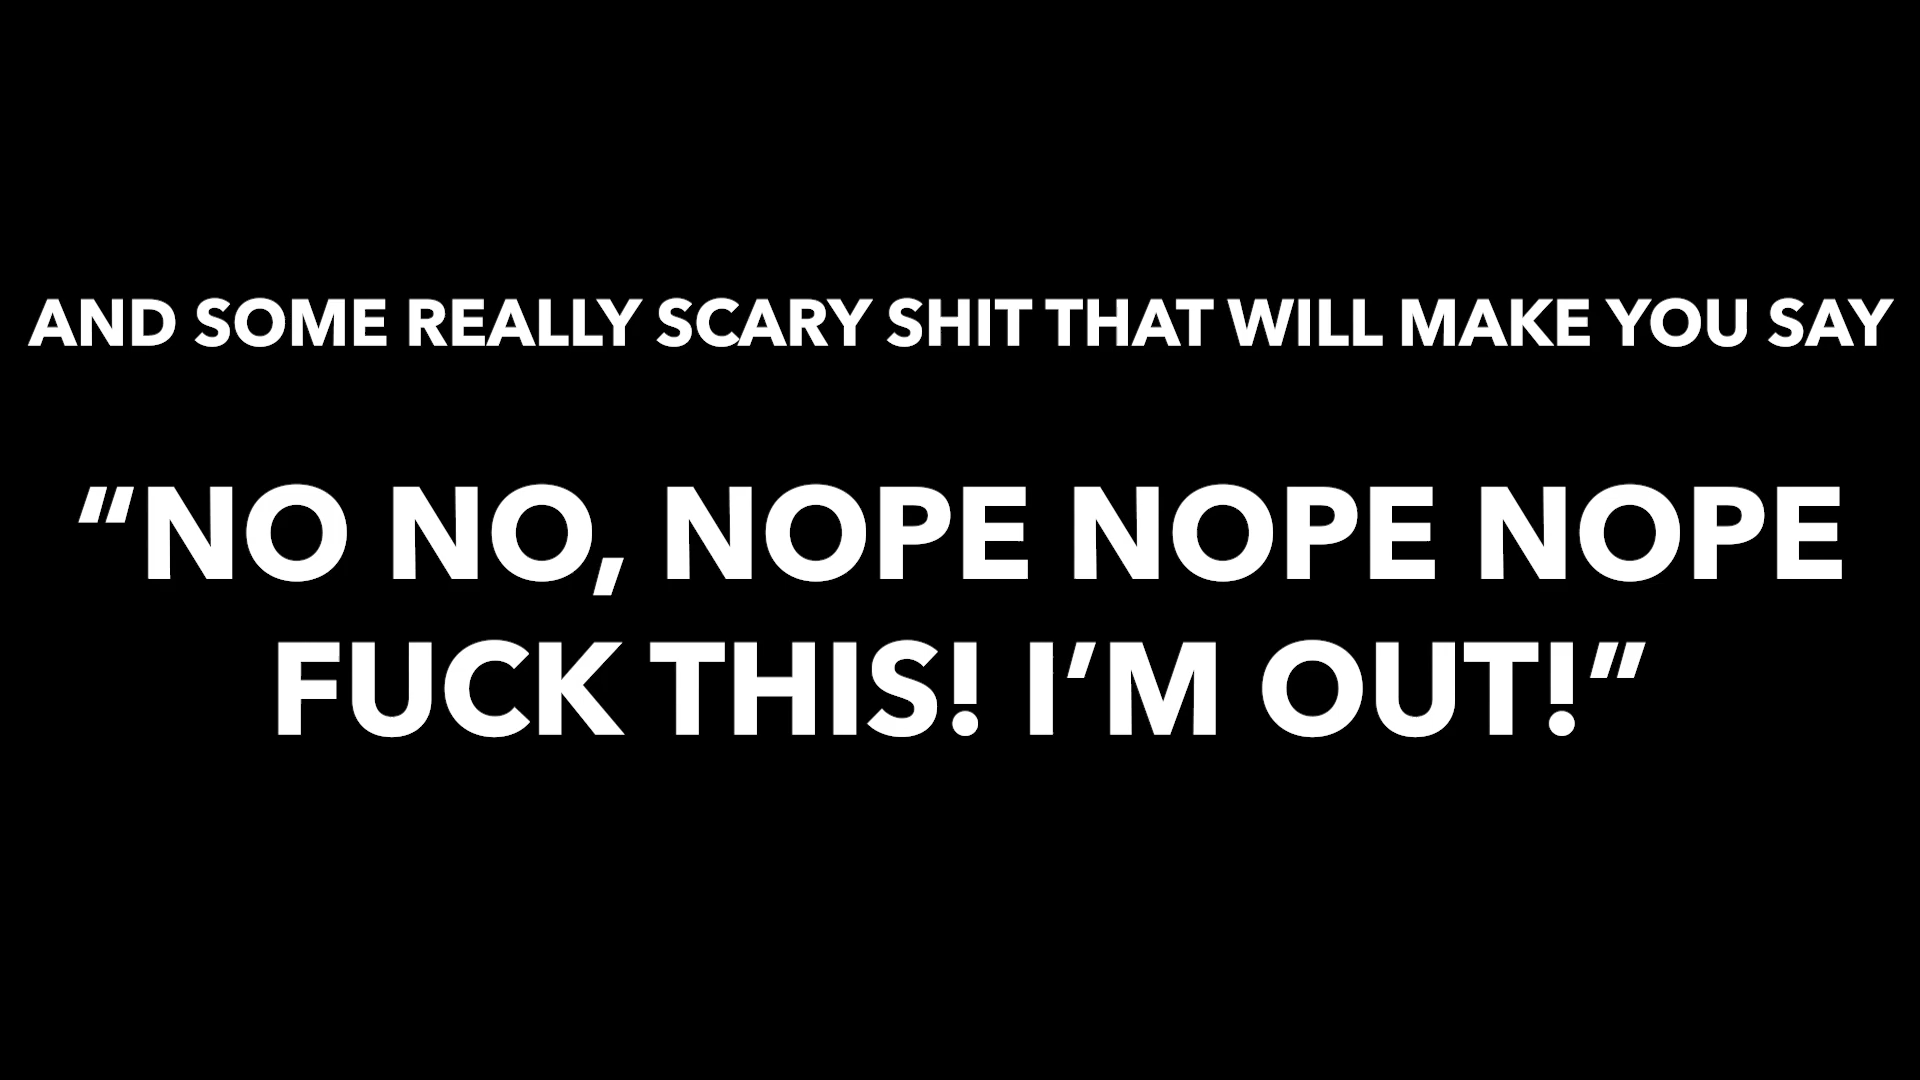 AND SOME REALLY SCARY SHIT THAT WILL MAKE YOU SAY
“NO NO, NOPE NOPE NOPE
FUCK THIS! I’M OUT!”